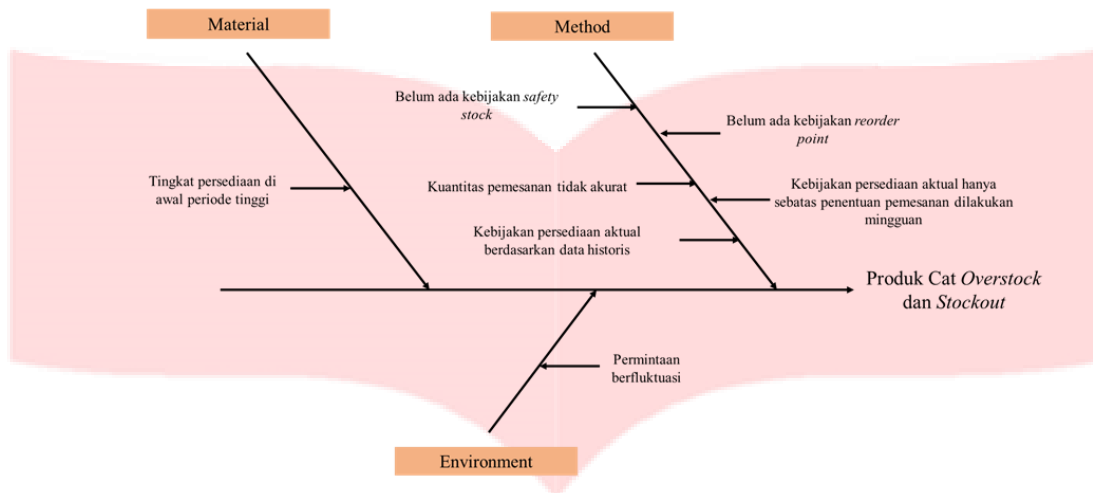 Material
Method
Belum ada kebijakan safety
stock
Belum ada kebijakan reorder
point
Tingkat persediaan di
awal periode tinggi
Kuantitas pemesanan tidak akurat
Kebijakan persediaan aktual hanya
sebatas penentuan pemesanan dilakukan
mingguan
Kebijakan persediaan aktual
berdasarkan data historis
Produk Cat Overstock
dan Stockout
Permintaan
berfluktuasi
Environment